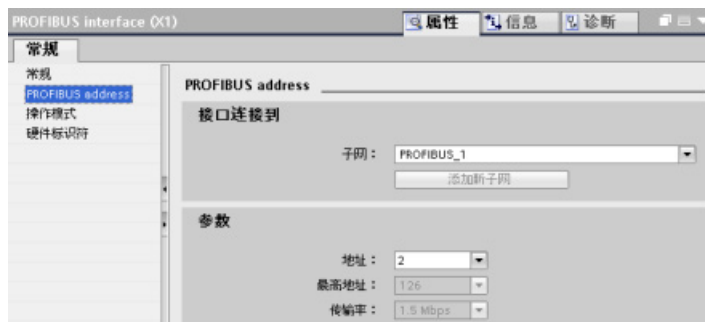 PROFIBUS interface (X1)
属性
信息
诊断
常规
常规
PROFIBUS address
操作模式
硬件标识符
PROFIBUS address
接口连接到
子网：
PROFIBUS_1
添加新子网
参数
地址：
2
最高地址：
126
传输率：
1.5 Mbps